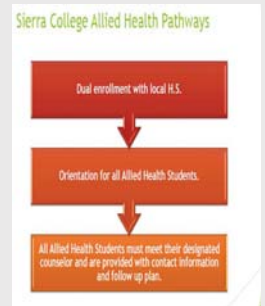 Sierra College Allied Health Pathways
Dual enrollment with local H.S.
Orientation for all Allied Health Students.
All Allied Health Students must meet their designated
counselor and are provided with contact information
and follow up plan.